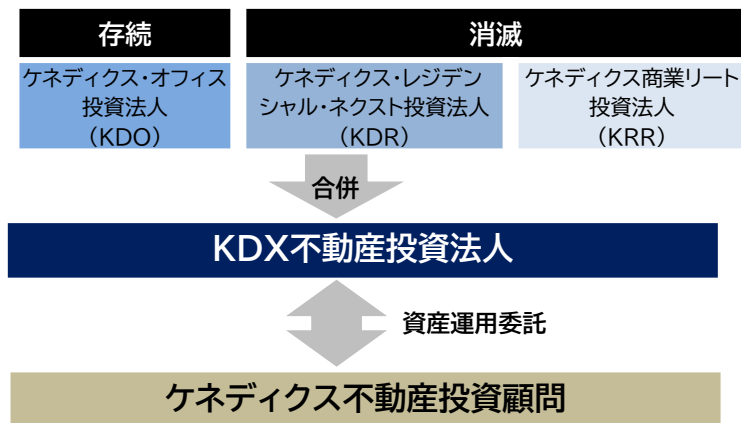 存続
消滅
ケネディクス・オフィス
投資法人
(KDO)
ケネディクス・レジデン
シャル・ネクスト投資法人
(KDR)
ケネディクス商業リート
投資法人
(KRR)
合併
KDX不動産投資法人
資産運用委託
ケネディクス不動産投資顧問